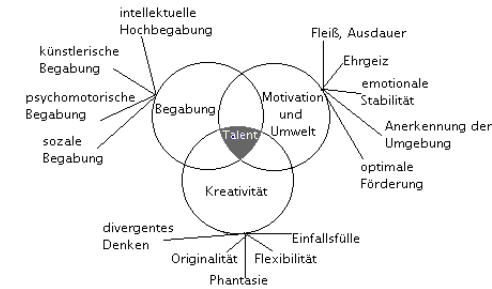 intellektuelle
Hochbegabung
künstlerische
Begabung
psychomotorische
Begabung
sozale
Begabung
Fleiß, Ausdauer
Ehrgeiz
emotionale
Stabilität
Anerkennung der
Umgebung
optimale
Förderung
Begabung
Motivation
und
Umwelt
Talent
Kreativität
divergentes
Denken
Originalität
Phantasie
Flexibilität
Einfallsfülle